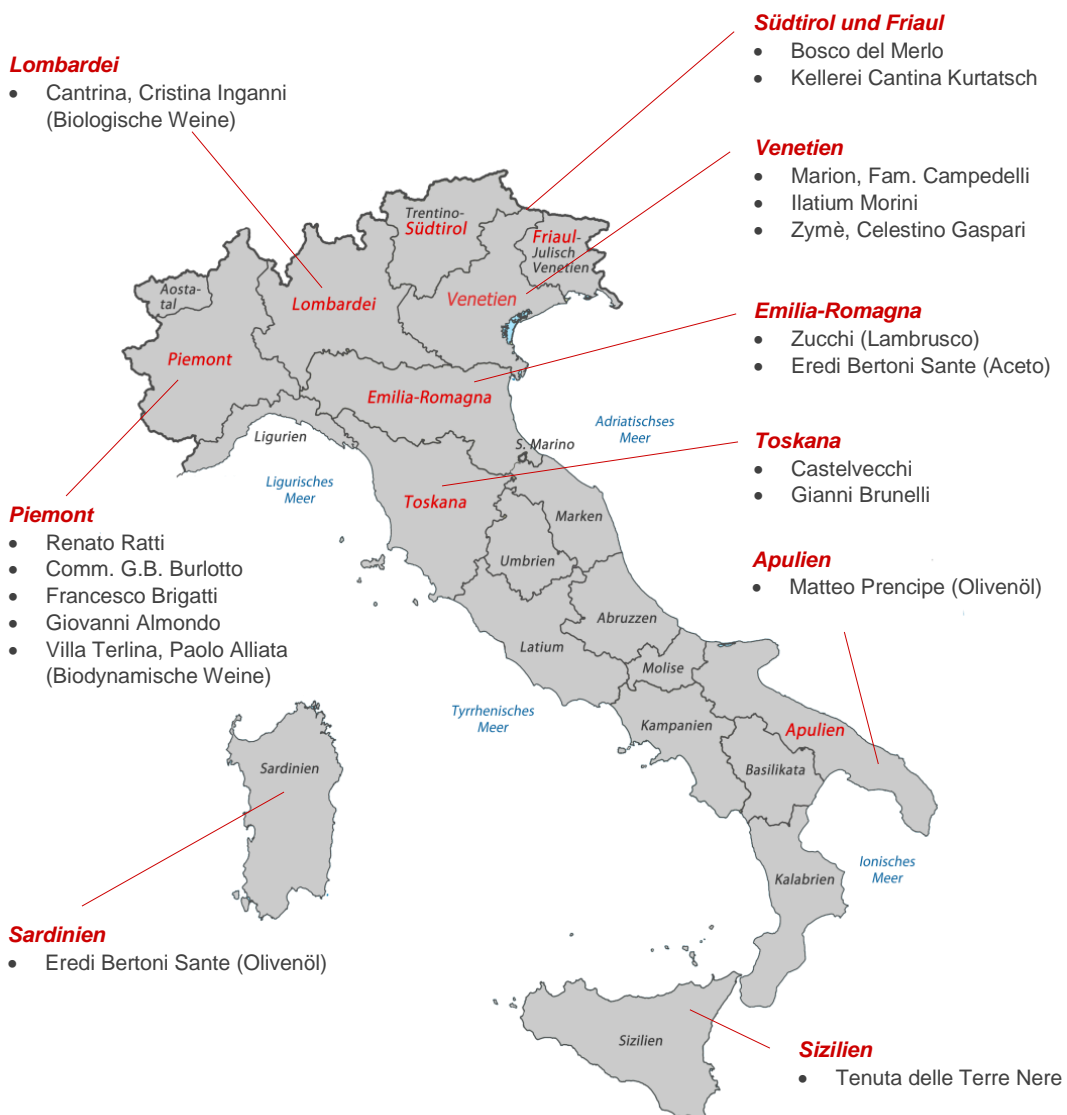 Südtirol und Friaul
• Bosco del Merlo
• Kellerei Cantina Kurtatsch
Lombardei
• Cantrina, Cristina Inganni
(Biologische Weine)
Venetien
• Marion, Fam. Campedelli
• Ilatium Morini
• Zymè, Celestino Gaspari
Trentino-
Südtirol
Friaul-
Julisch
Venetien
Aosta-
tal
Lombardei
Venetien
Piemont
Emilia-Romagna
• Zucchi (Lambrusco)
• Eredi Bertoni Sante (Aceto)
Emilia-Romagna
Ligurien
S. Marino
Adriatisches
Meer
Toskana
• Castelvecchi
• Gianni Brunelli
Ligurisches
Meer
Toskana
Marken
Umbrien
Piemont
• Renato Ratti
• Comm. G.B. Burlotto
• Francesco Brigatti
• Giovanni Almondo
• Villa Terlina, Paolo Alliata
(Biodynamische Weine)
Apulien
• Matteo Prencipe (Olivenöl)
Abruzzen
Latium
Molise
Tyrrhenisches
Meer
Kampanien
Apulien
Basilikata
Sardinien
Ionisches
Meer
Kalabrien
Sardinien
• Eredi Bertoni Sante (Olivenöl)
Sizilien
Sizilien
• Tenuta delle Terre Nere